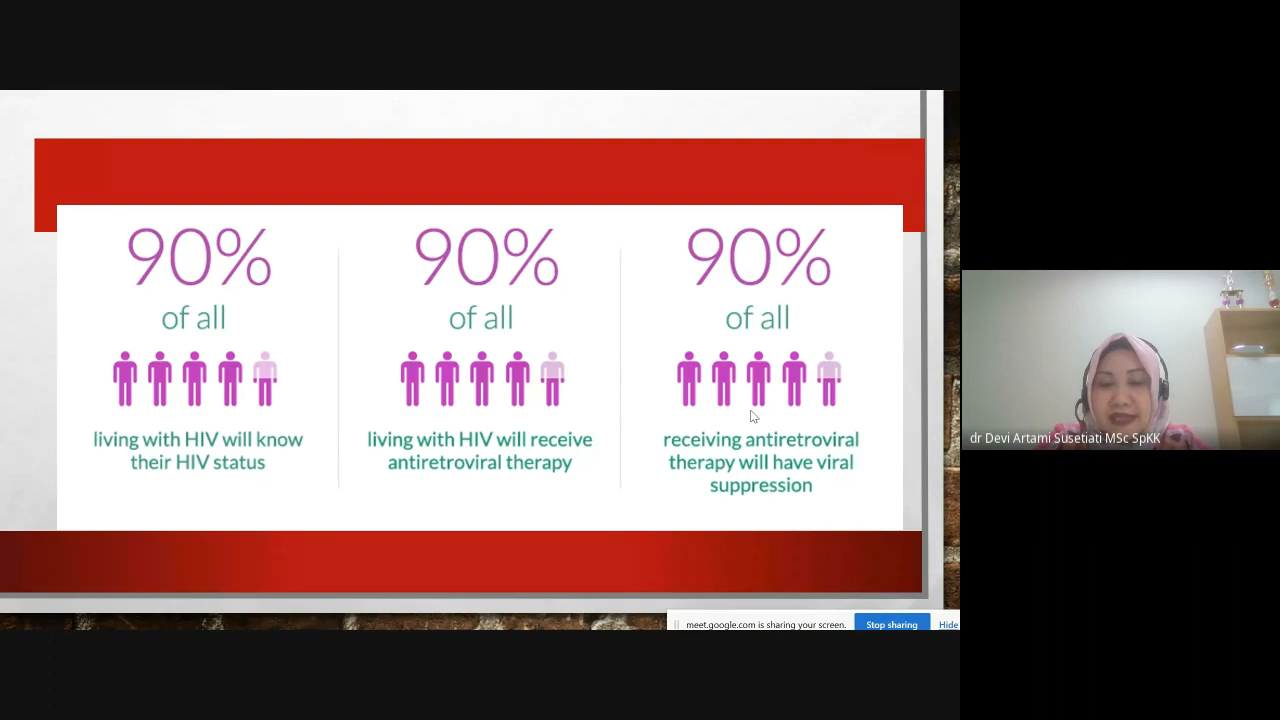 90%
of all
living with HIV will know
their HIV status
90%
of all
living with HIV will receive
antiretroviral therapy
90%
of all
receiving antiretroviral
therapy will have viral
suppression
dr Devi Artami Susetiati MSc SpKK
meet.google.com is sharing your screen.
Stop sharing
Hide